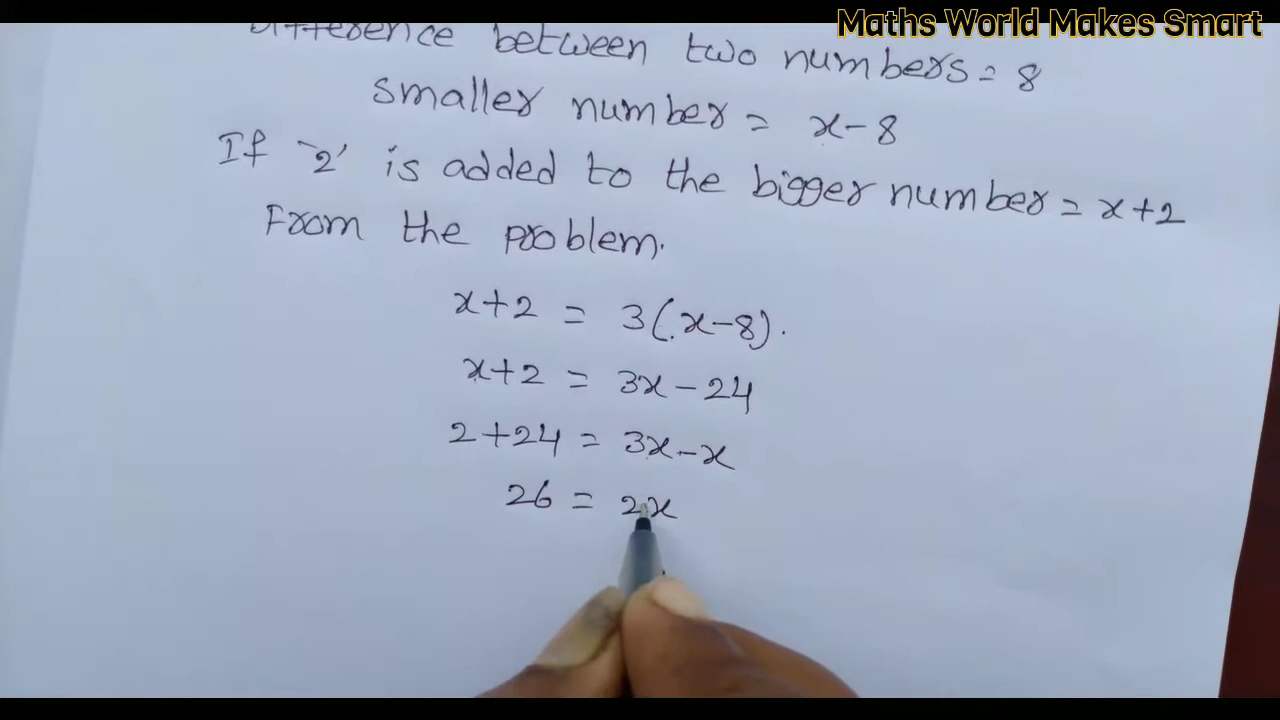 Maths World Makes Smart
Difference between two numbers = 8
smaller number = x-8
If '2' is added to the bigger number = x+2
From the problem.
x+2 = 3(x-8).
x+2 = 3x-24
2+24 = 3x-x
26 = 2x